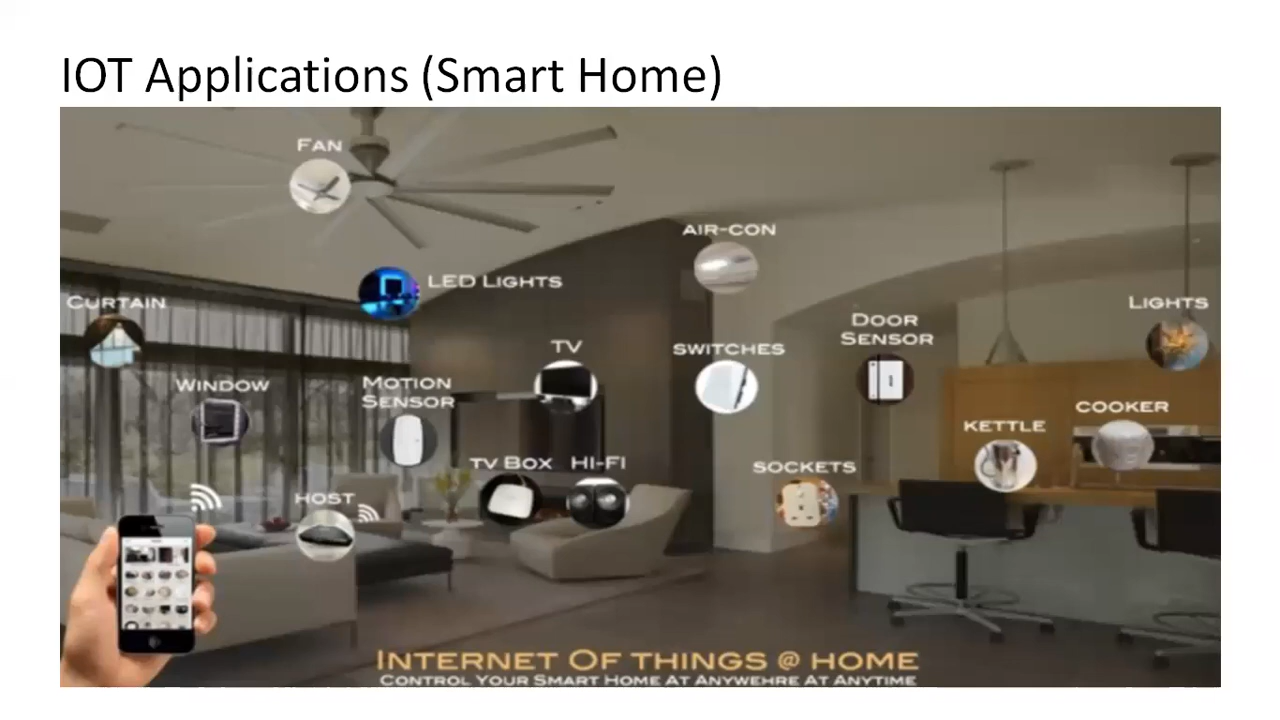 IOT Applications (Smart Home)
FAN
AIR-CON
LED LIGHTS
CURTAIN
LIGHTS
DOOR
SENSOR
TV
SWITCHES
WINDOW
MOTION
SENSOR
COOKER
KETTLE
TV BOX
HI-FI
SOCKETS
HOST
INTERNET OF THINGS @ HOME
CONTROL YOUR SMART HOME AT ANYWEHRE AT ANYTIME